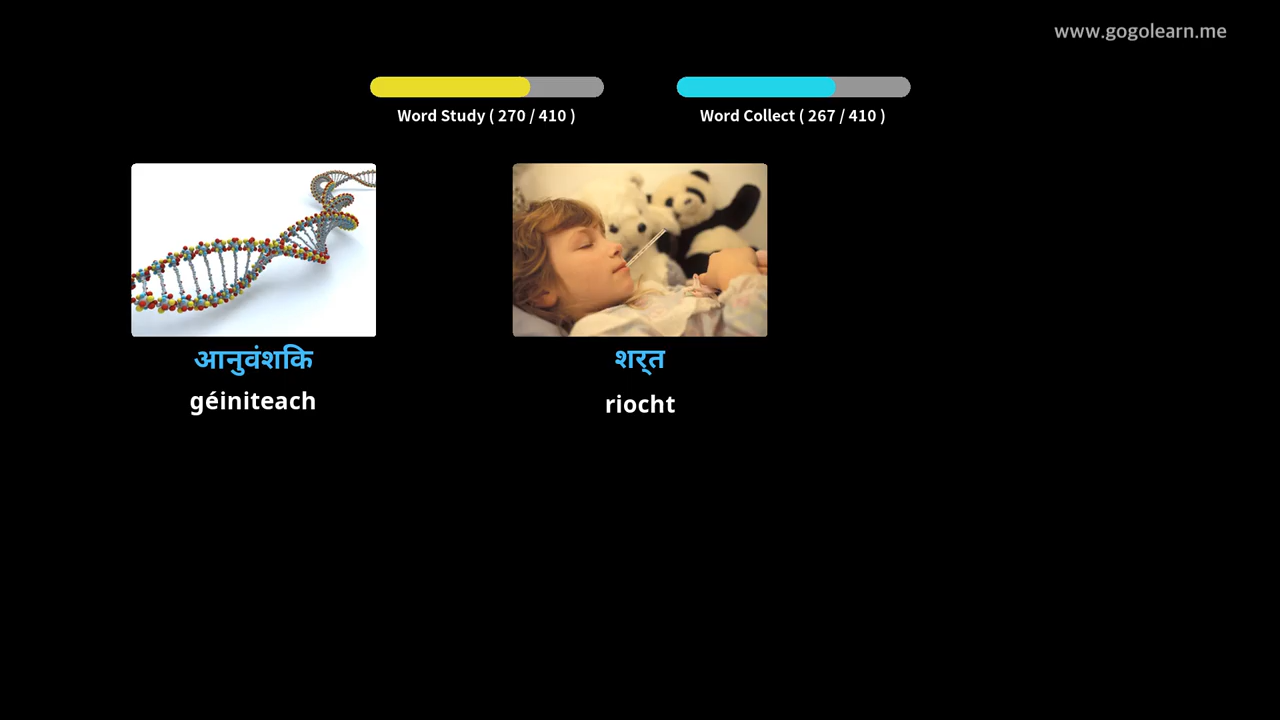 www.gogolearn.me
Word Study ( 270 / 410 )
Word Collect ( 267 / 410 )
आनुवंशकि
शर्त
géiniteach
riocht